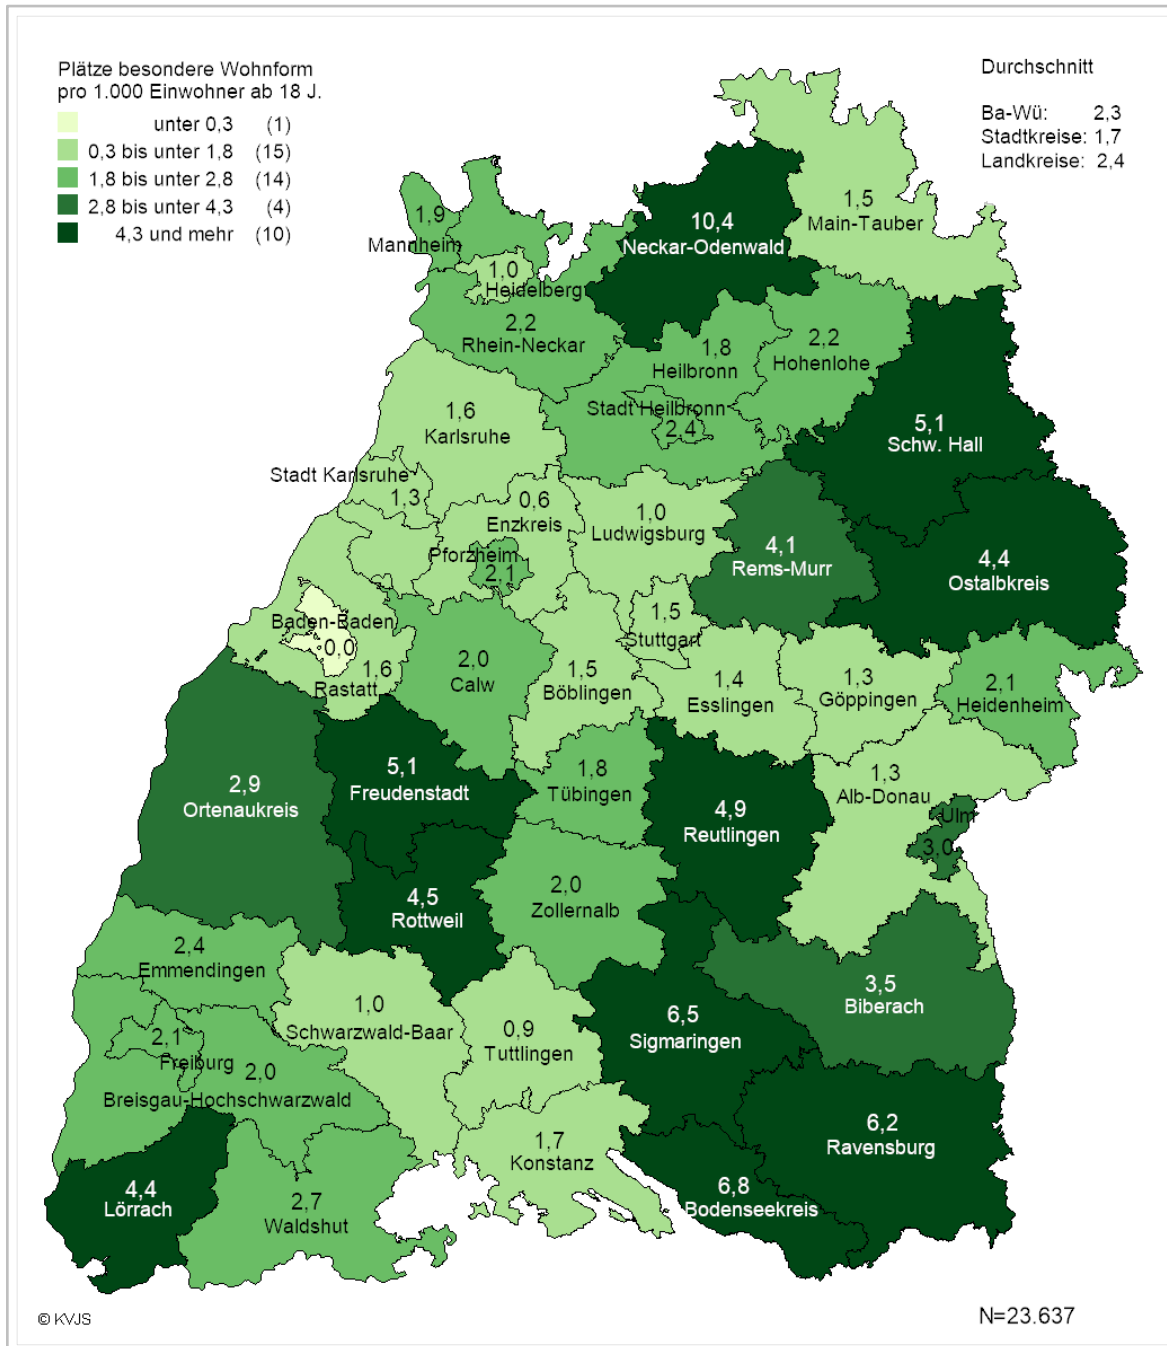 Plätze besondere Wohnform
pro 1.000 Einwohner ab 18 J.
unter 0,3 (1)
0,3 bis unter 1,8 (15)
1,8 bis unter 2,8 (14)
2,8 bis unter 4,3 (4)
4,3 und mehr (10)
Durchschnitt
Ba-Wü: 2,3
Stadtkreise: 1,7
Landkreise: 2,4
1,5
Main-Tauber
10,4
Neckar-Odenwald
1,9
Mannheim
1,0
Heidelberg
2,2
Rhein-Neckar
1,8
Heilbronn
2,2
Hohenlohe
Stadt Heilbronn
2,4
5,1
Schw. Hall
1,6
Karlsruhe
Stadt Karlsruhe
1,3
0,6
Enzkreis
1,0
Ludwigsburg
4,1
Rems-Murr
4,4
Ostalbkreis
Pforzheim
2,1
Baden-Baden
0,0
1,6
Rastatt
2,0
Calw
1,5
Böblingen
1,5
Stuttgart
1,4
Esslingen
1,3
Göppingen
2,1
Heidenheim
2,9
Ortenaukreis
5,1
Freudenstadt
1,8
Tübingen
4,9
Reutlingen
1,3
Alb-Donau
Ulm
3,0
4,5
Rottweil
2,0
Zollernalb
2,4
Emmendingen
1,0
Schwarzwald-Baar
0,9
Tuttlingen
6,5
Sigmaringen
3,5
Biberach
2,1
Freiburg
2,0
Breisgau-Hochschwarzwald
1,7
Konstanz
6,2
Ravensburg
4,4
Lörrach
2,7
Waldshut
6,8
Bodenseekreis
© KVJS
N=23.637